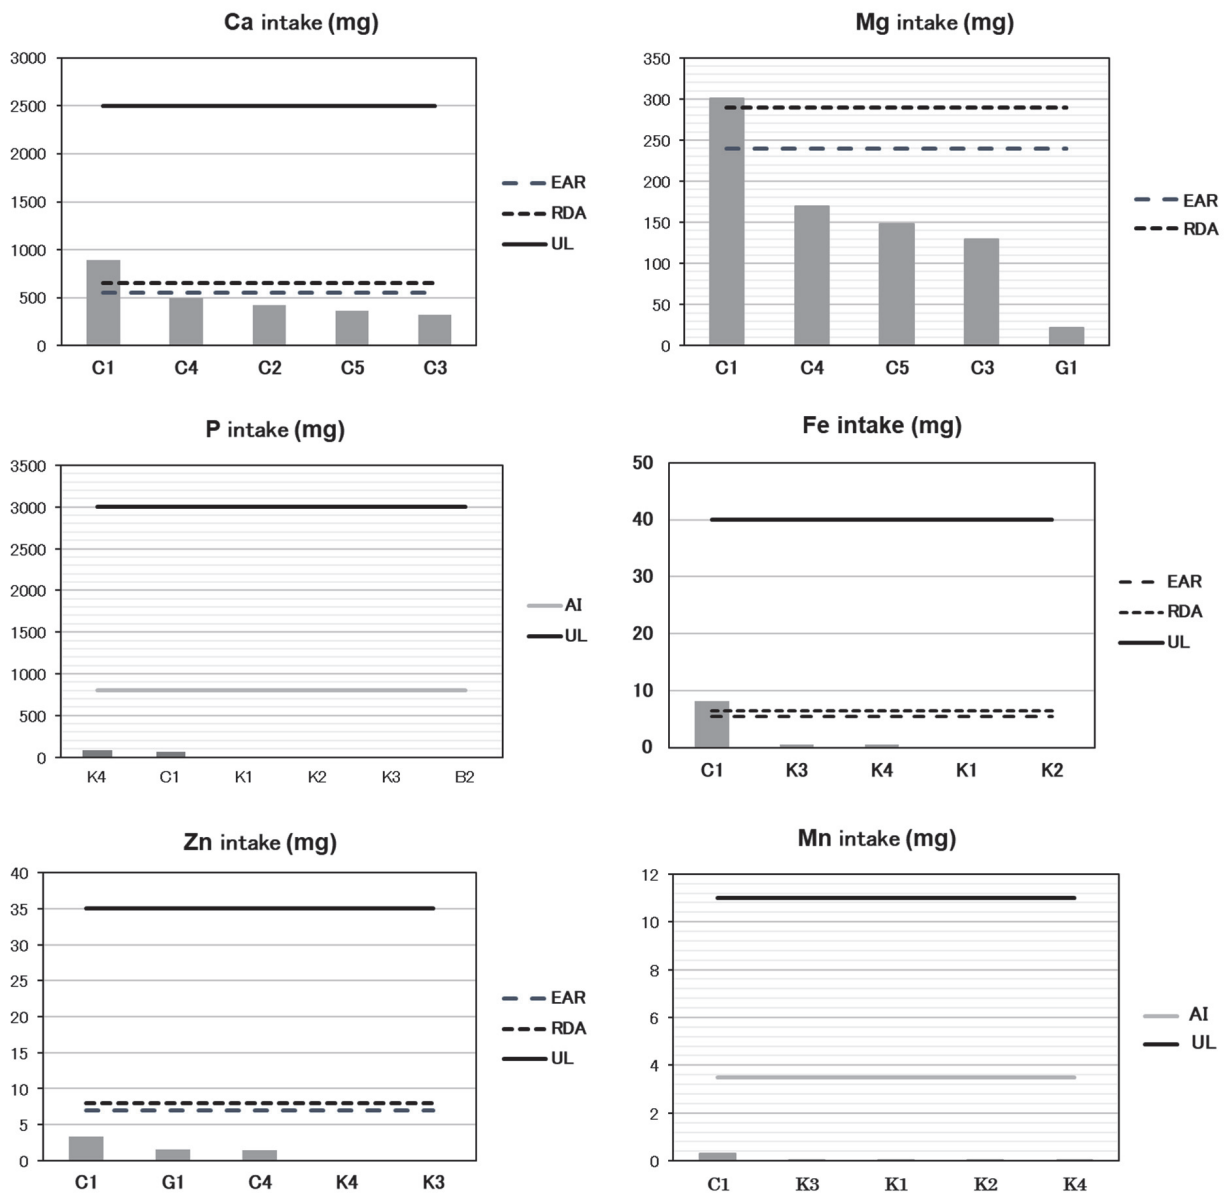 Ca intake (mg)
3000
2500
2000
1500
1000
500
0
C1 C4 C2 C5 C3
EAR
RDA
UL
Mg intake (mg)
350
300
250
200
150
100
50
0
C1 C4 C5 C3 G1
EAR
RDA
P intake (mg)
3500
3000
2500
2000
1500
1000
500
0
K4 C1 K1 K2 K3 B2
AI
UL
Fe intake (mg)
50
40
30
20
10
0
C1 K3 K4 K1 K2
EAR
RDA
UL
Zn intake (mg)
40
35
30
25
20
15
10
5
0
C1 G1 C4 K4 K3
EAR
RDA
UL
Mn intake (mg)
12
10
8
6
4
2
0
C1 K3 K1 K2 K4
AI
UL